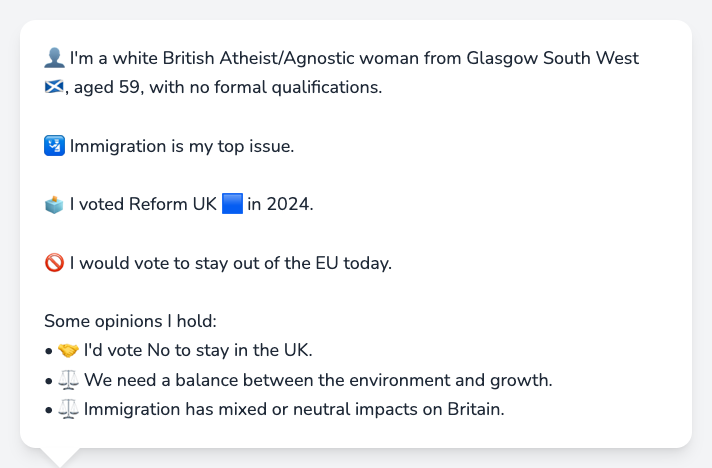 👤 I'm a white British Atheist/Agnostic woman from Glasgow South West
🏴󠁧󠁢󠁳󠁣󠁴󠁿, aged 59, with no formal qualifications.
🛂 Immigration is my top issue.
🗳️ I voted Reform UK 🟦 in 2024.
🚫 I would vote to stay out of the EU today.
Some opinions I hold:
• 🤝 I'd vote No to stay in the UK.
• ⚖️ We need a balance between the environment and growth.
• ⚖️ Immigration has mixed or neutral impacts on Britain.